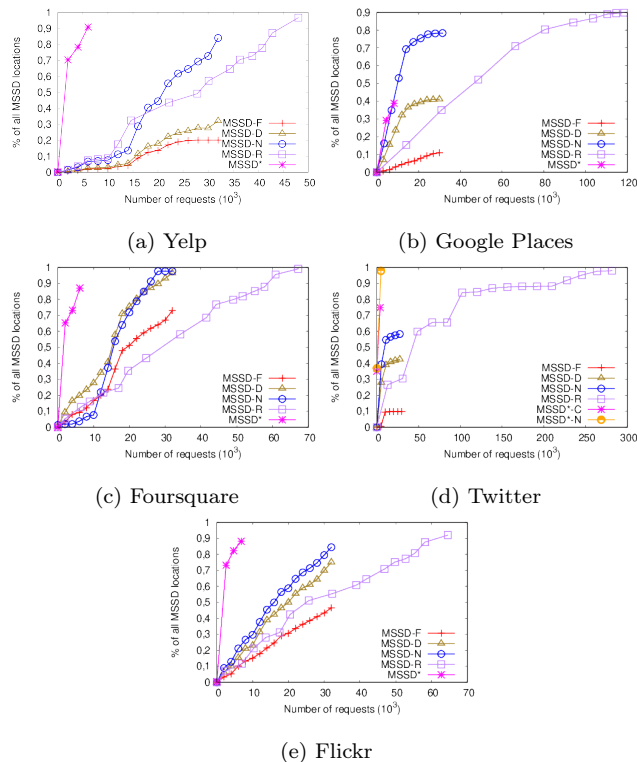 1
0,9
0,8
0,7
0,6
0,5
0,4
0,3
0,2
0,1
0
% of all MSSD locations
MSSD-F
MSSD-D
MSSD-N
MSSD-R
MSSD*
0 5 10 15 20 25 30 35 40 45 50
Number of requests (10³)
(a) Yelp
0,9
0,8
0,7
0,6
0,5
0,4
0,3
0,2
0,1
0
% of all MSSD locations
MSSD-F
MSSD-D
MSSD-N
MSSD-R
MSSD*
0 20 40 60 80 100 120
Number of requests (10³)
(b) Google Places
1
0,9
0,8
0,7
0,6
0,5
0,4
0,3
0,2
0,1
0
% of all MSSD locations
MSSD-F
MSSD-D
MSSD-N
MSSD-R
MSSD*
0 10 20 30 40 50 60 70
Number of requests (10³)
(c) Foursquare
1
0,9
0,8
0,7
0,6
0,5
0,4
0,3
0,2
0,1
0
% of all MSSD locations
MSSD-F
MSSD-D
MSSD-N
MSSD-R
MSSD*-C
MSSD*-N
0 50 100 150 200 250 300
Number of requests (10³)
(d) Twitter
1
0,9
0,8
0,7
0,6
0,5
0,4
0,3
0,2
0,1
0
% of all MSSD locations
MSSD-F
MSSD-D
MSSD-N
MSSD-R
MSSD*
0 10 20 30 40 50 60 70
Number of requests (10³)
(e) Flickr